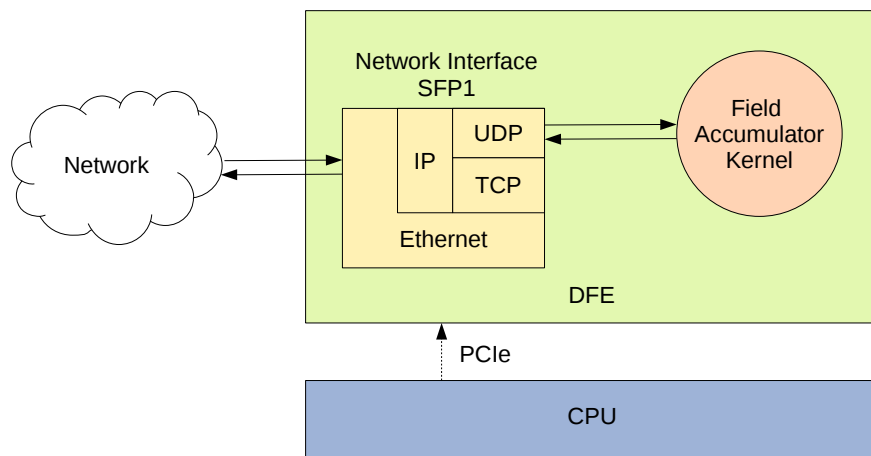 Network Interface
SFP1
Field
Accumulator
Kernel
UDP
IP
Network
TCP
Ethernet
DFE
PCIe
CPU